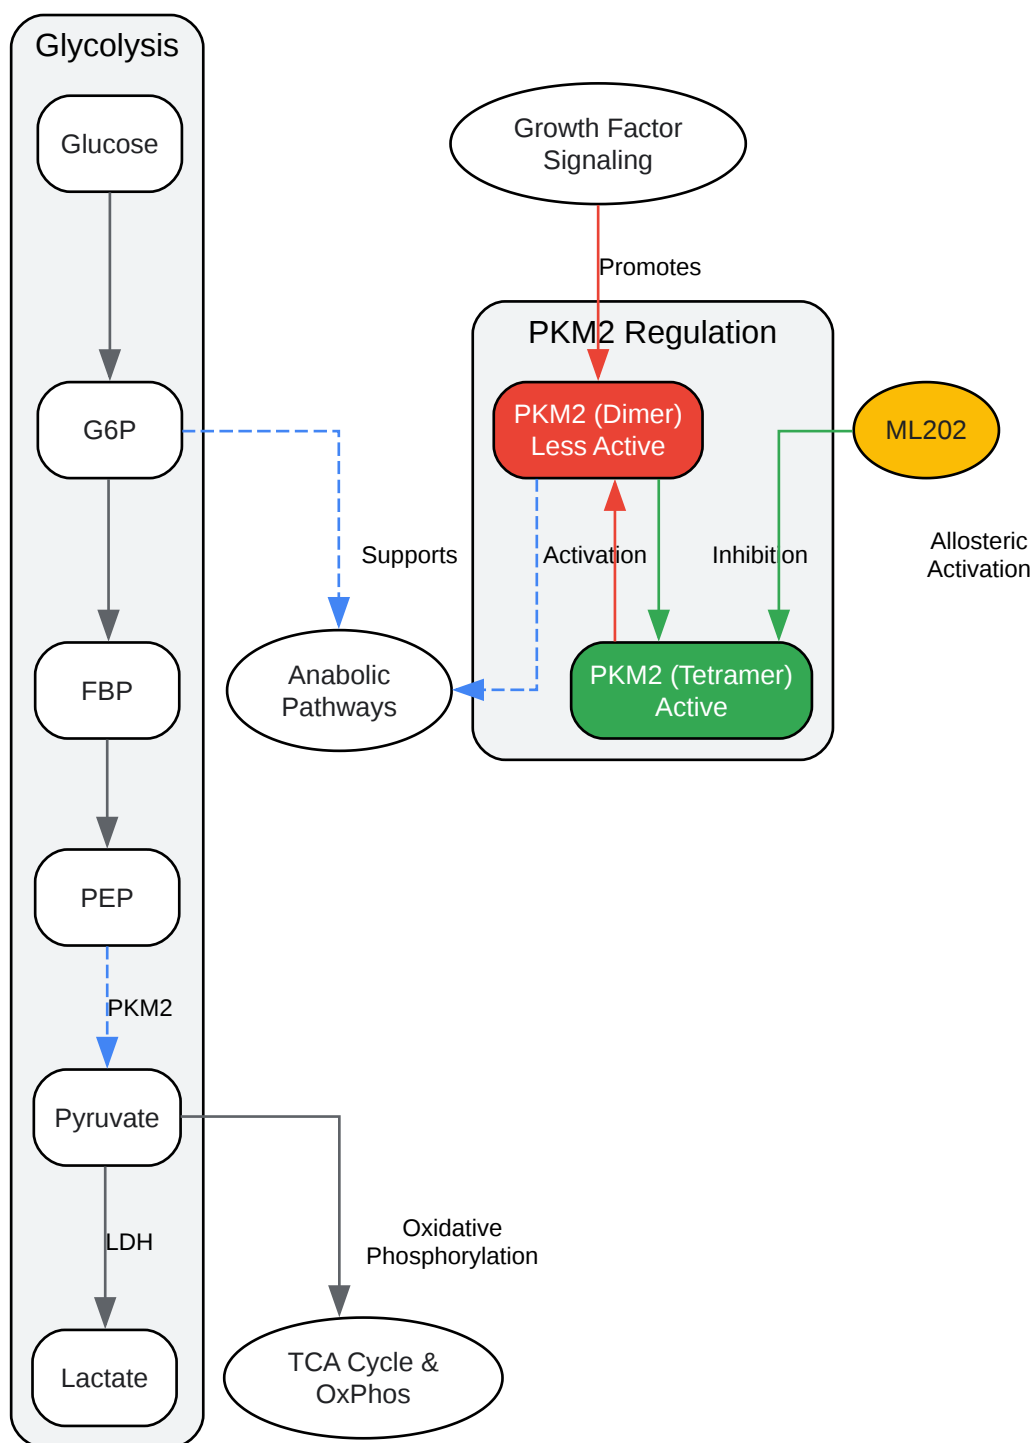 Glycolysis
Glucose
Growth Factor
Signaling
Promotes
PKM2 Regulation
G6P
PKM2 (Dimer)
Less Active
ML202
Supports
Activation
Inhibition
Allosteric
Activation
FBP
Anabolic
Pathways
PKM2 (Tetramer)
Active
PEP
PKM2
Pyruvate
LDH
Oxidative
Phosphorylation
Lactate
TCA Cycle &
OxPhos